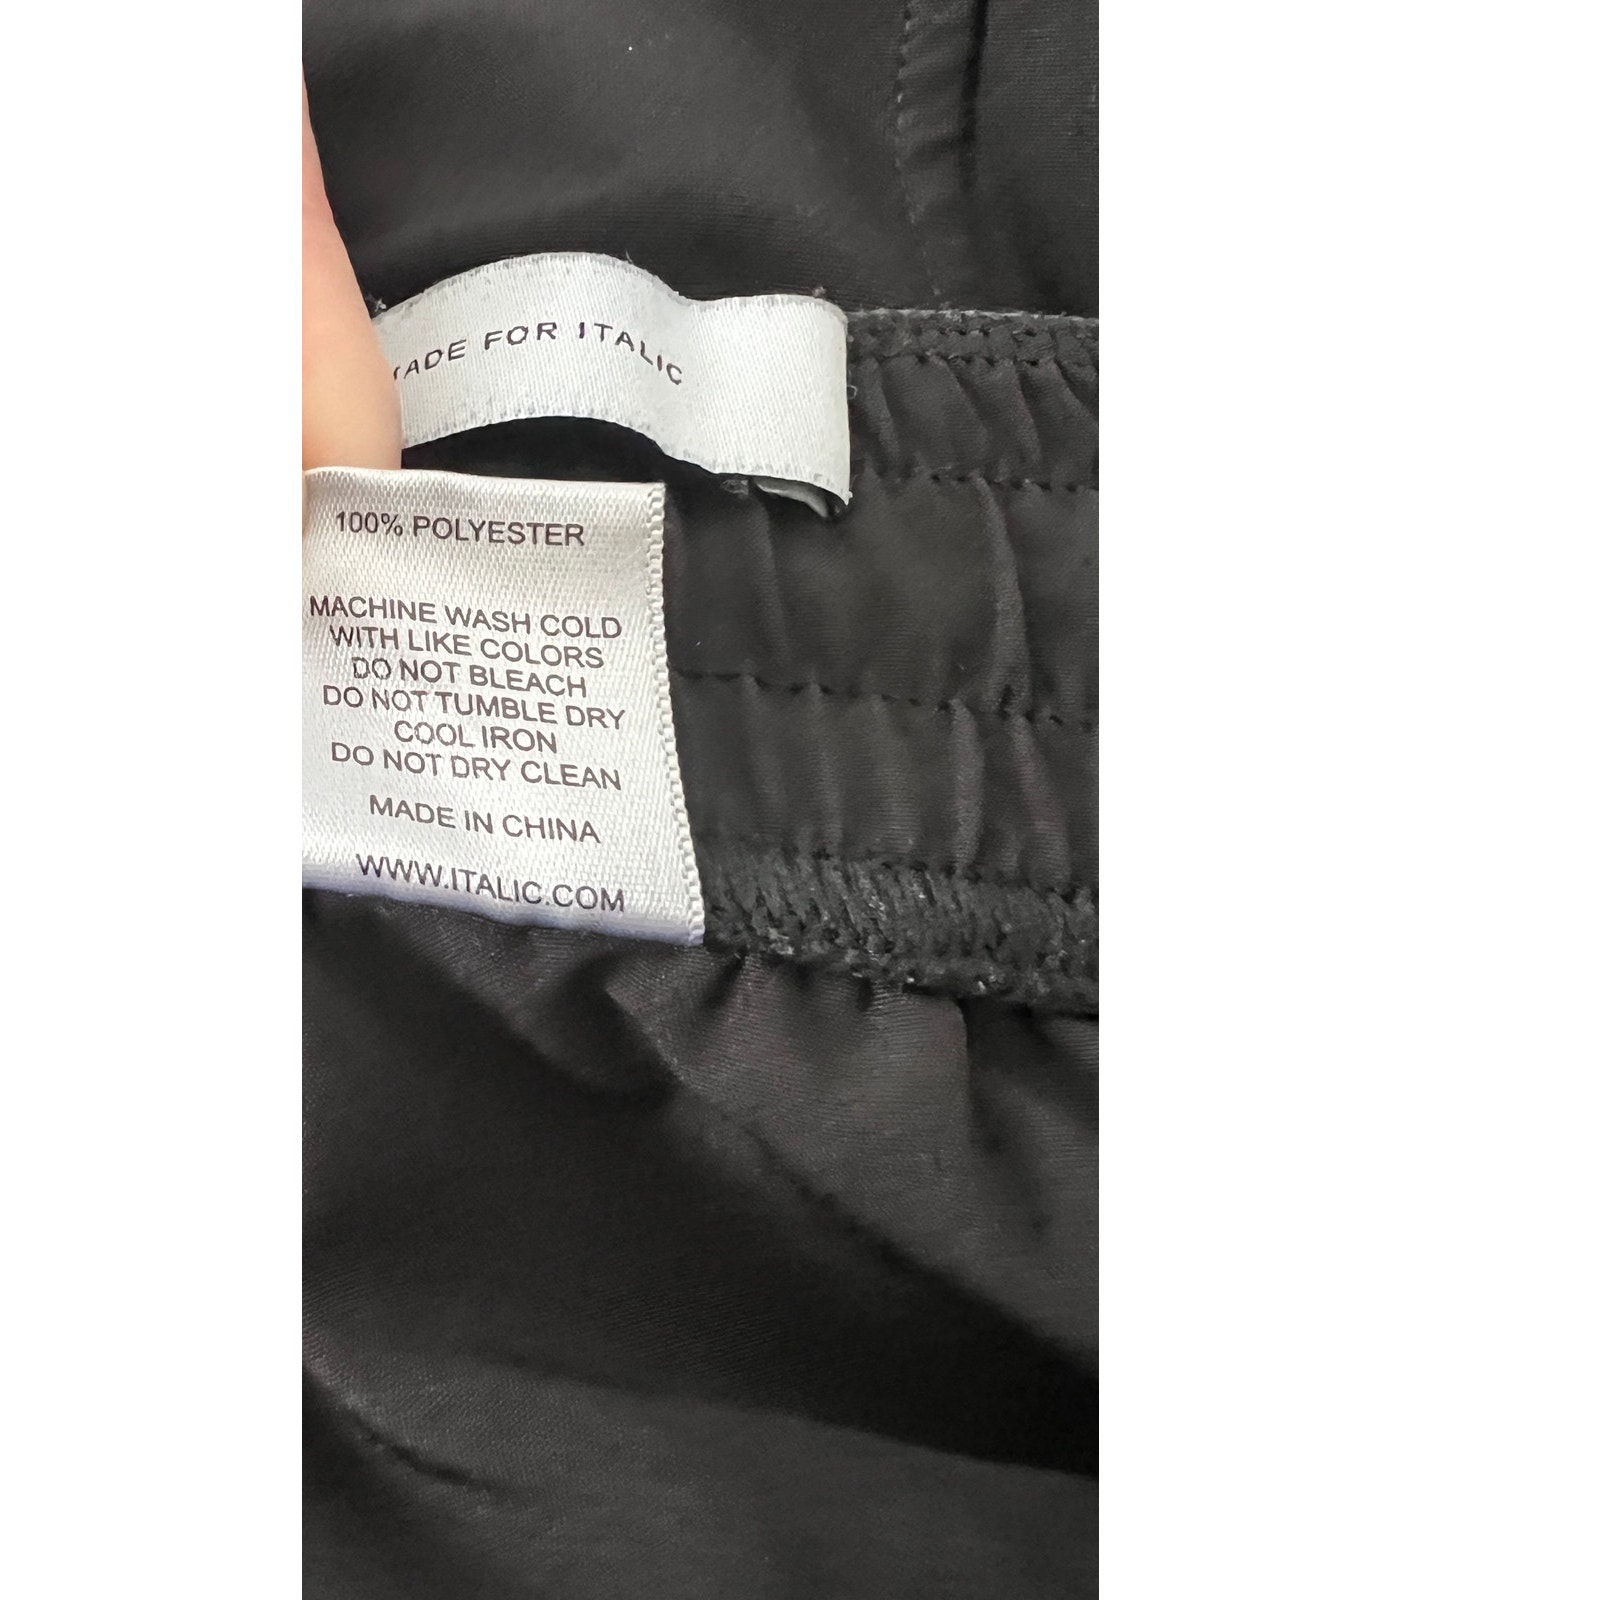 MADE FOR ITALIC
100% POLYESTER
MACHINE WASH COLD
WITH LIKE COLORS
DO NOT BLEACH
DO NOT TUMBLE DRY
COOL IRON
DO NOT DRY CLEAN
MADE IN CHINA
WWW.ITALIC.COM